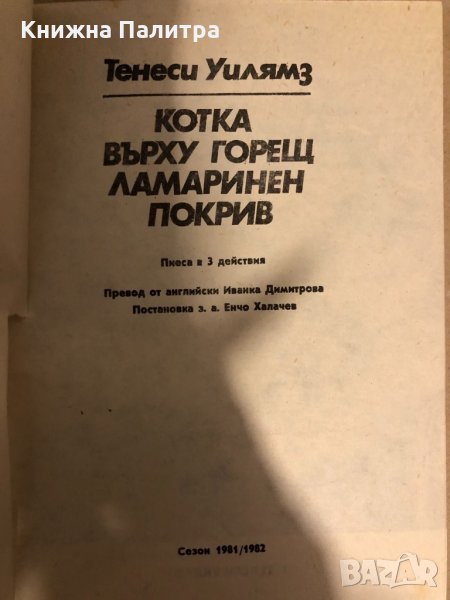 Книжна Палитра
Тенеси Уилямз
КОТКА
ВЪРХУ ГОРЕЩ
ЛАМАРИНЕН
ПОКРИВ
Пиеса в 3 действия
Превод от английски Иванка Димитрова
Постановка з. а. Енчо Халачев
Сезон 1981/1982
BAZAR